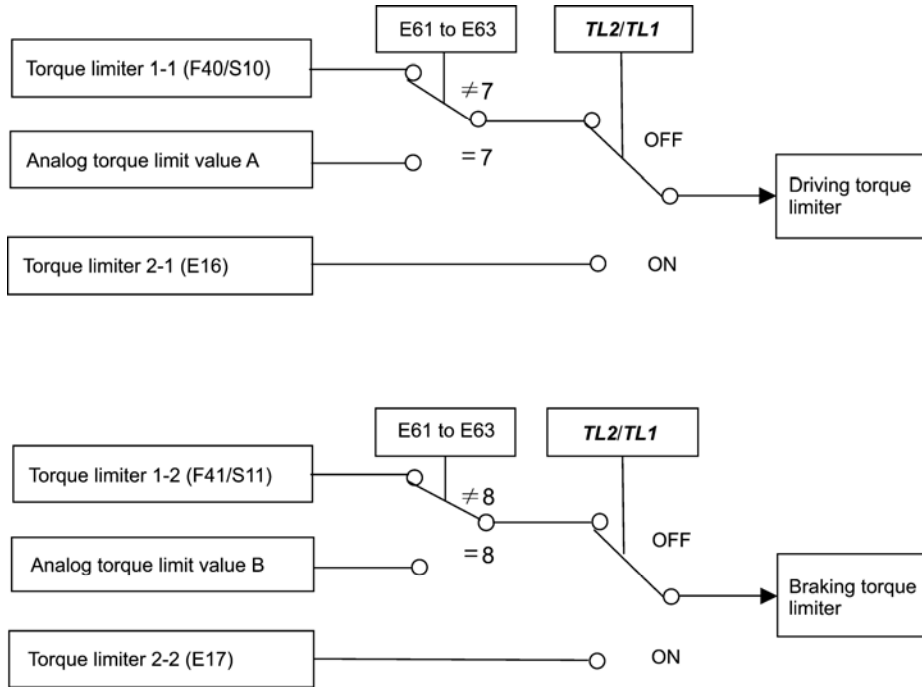 E61 to E63
TL2/TL1
Torque limiter 1-1 (F40/S10)
≠7
Analog torque limit value A
=7
OFF
Driving torque
limiter
Torque limiter 2-1 (E16)
ON
E61 to E63
TL2/TL1
Torque limiter 1-2 (F41/S11)
≠8
Analog torque limit value B
=8
OFF
Braking torque
limiter
Torque limiter 2-2 (E17)
ON